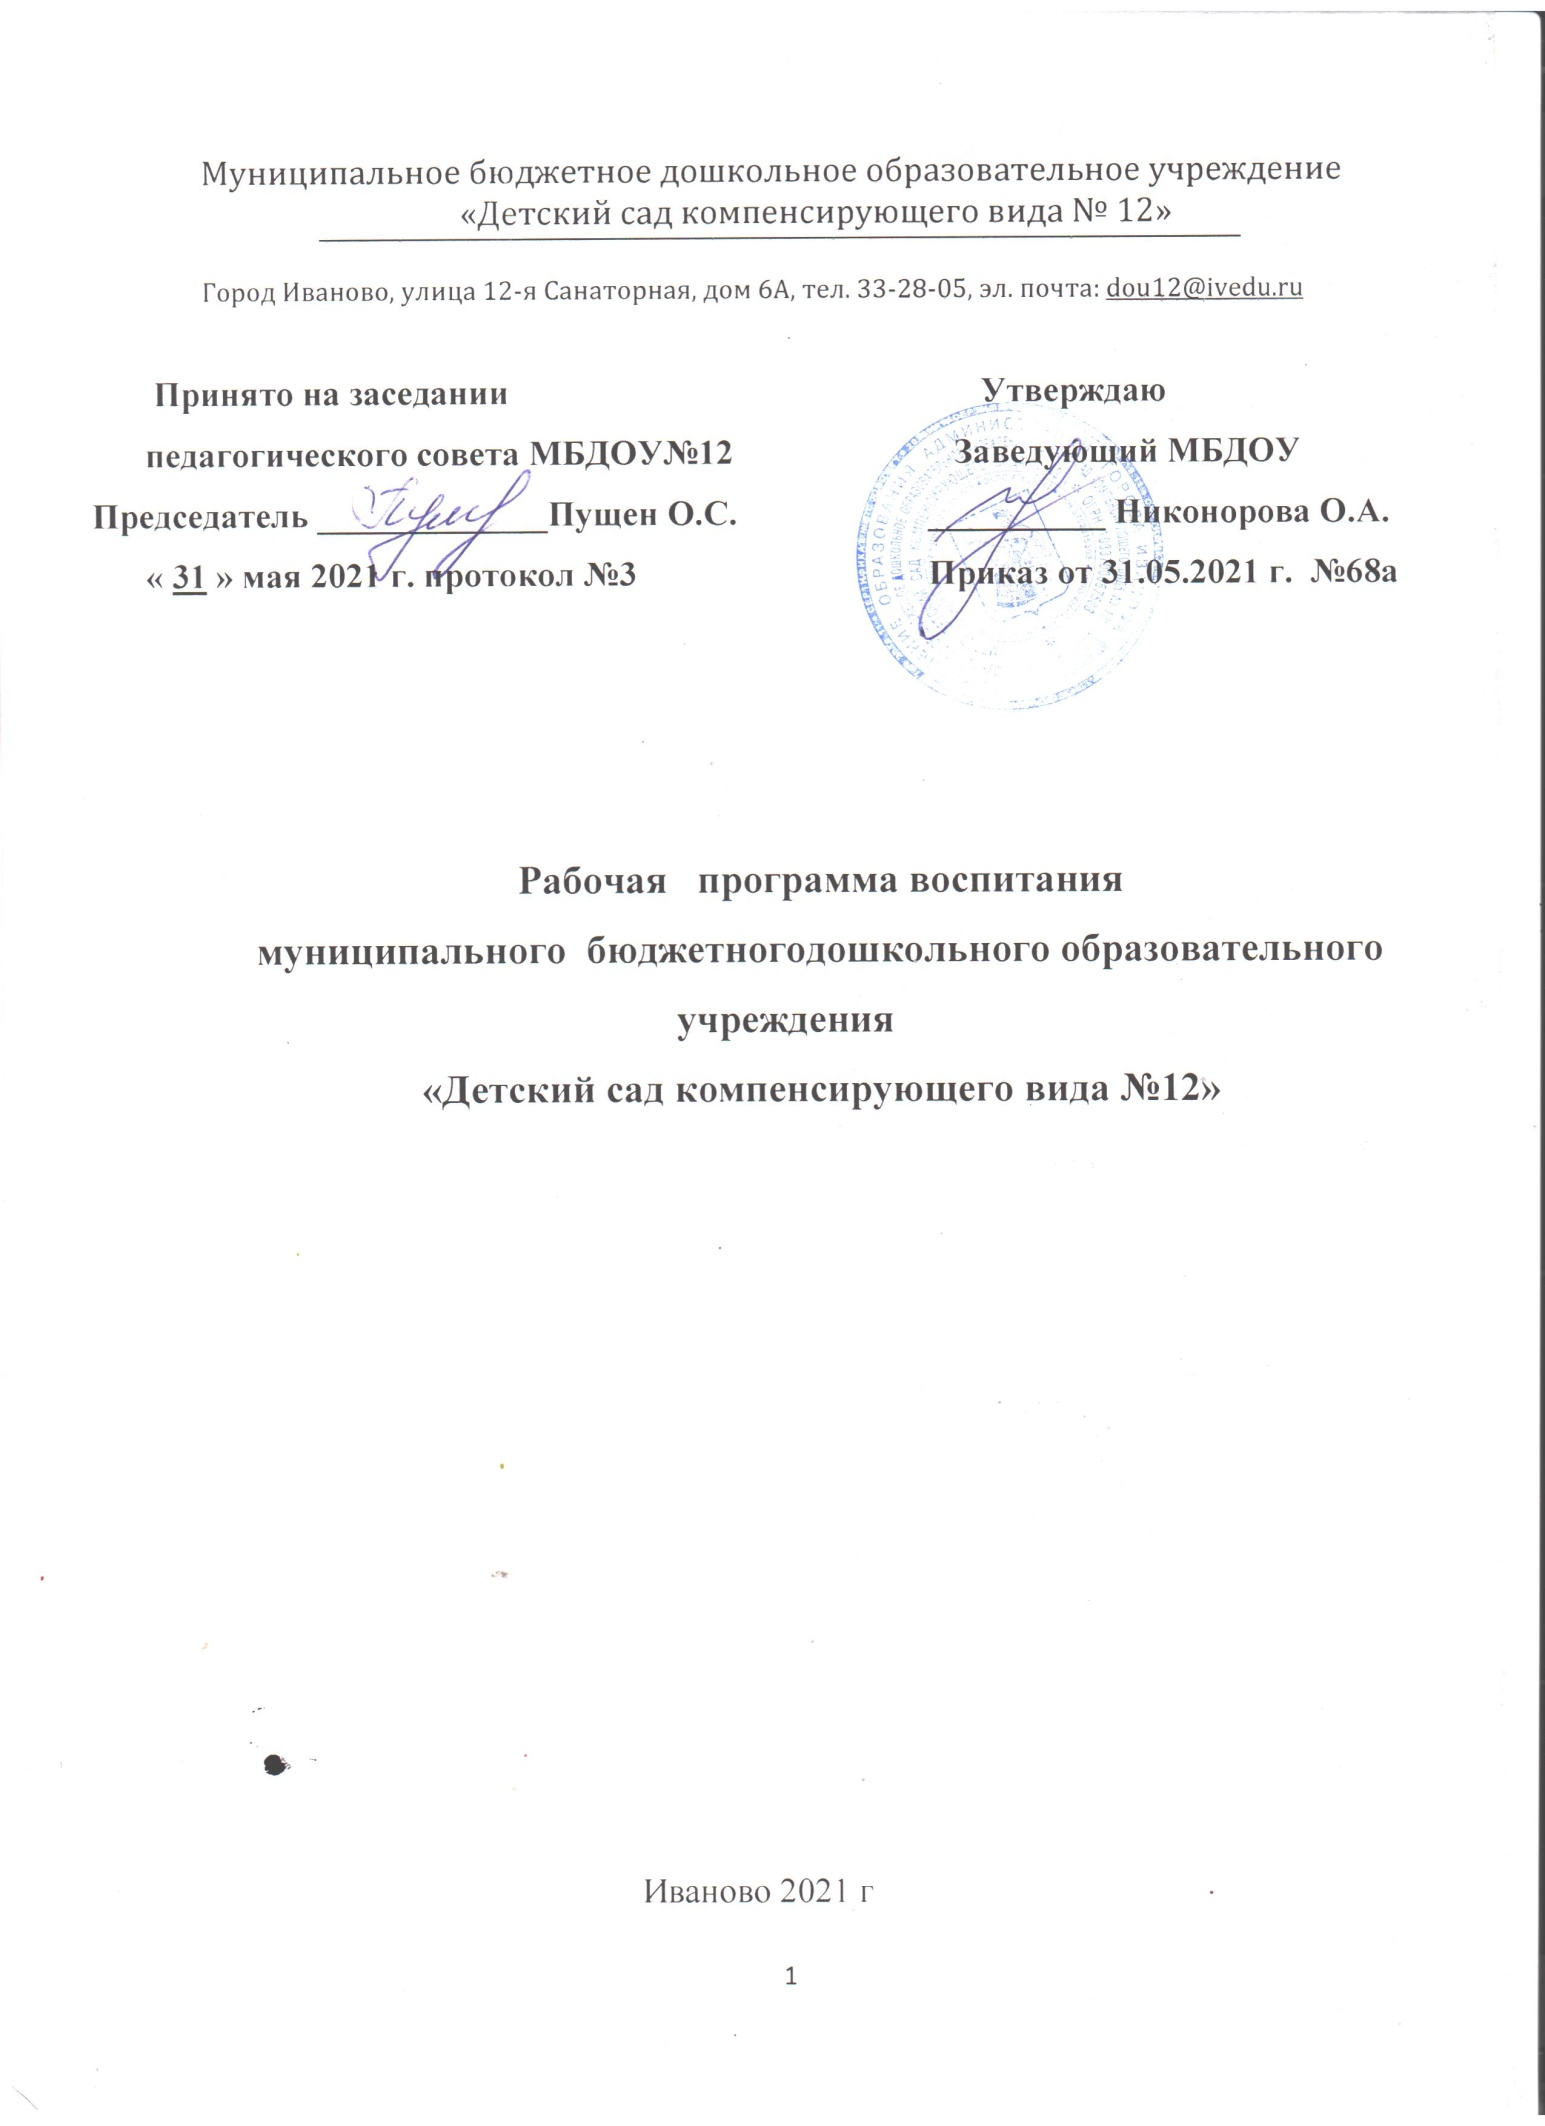 Муниципальное бюджетное дошкольное образовательное учреждение
«Детский сад компенсирующего вида № 12»
Город Иваново, улица 12-я Санаторная, дом 6А, тел. 33-28-05, эл. почта: dou12@ivedu.ru
Принято на заседании
педагогического совета МБДОУ№12
Председатель ____________Пущен О.С.
« 31 » мая 2021 г. протокол №3
Утверждаю
Заведующий МБДОУ
__________ Никонорова О.А.
Приказ от 31.05.2021 г. №68а
Рабочая программа воспитания
муниципального бюджетногодошкольного образовательного
учреждения
«Детский сад компенсирующего вида №12»
Иваново 2021 г
1